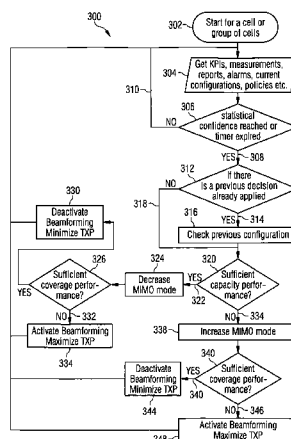 300
302
Start for a cell or
group of cells
304
Get KPIs, measurements,
reports, alarms, current
configurations, policies etc.
310
306
statistical
confidence reached or
timer expired
NO
YES
308
312
If there
is a previous decision
already applied
NO
318
YES
314
316
Check previous configuration
330
Deactivate
Beamforming
Minimize TXP
326
Sufficient
coverage perfor-
mance?
YES
324
Decrease
MIMO mode
YES
322
320
Sufficient
capacity perfor-
mance?
NO
332
Activate Beamforming
Maximize TXP
334
NO
334
338
Increase MIMO mode
340
Sufficient
coverage perfor-
mance?
YES
340
Deactivate
Beamforming
Minimize TXP
344
NO
346
Activate Beamforming
Maximize TXP